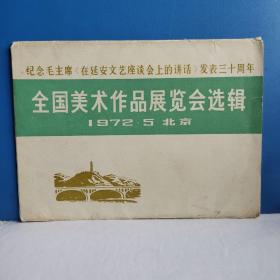 纪念毛主席《在延安文艺座谈会上的讲话》发表三十周年
全国美术作品展览会选辑
1972 5 北京